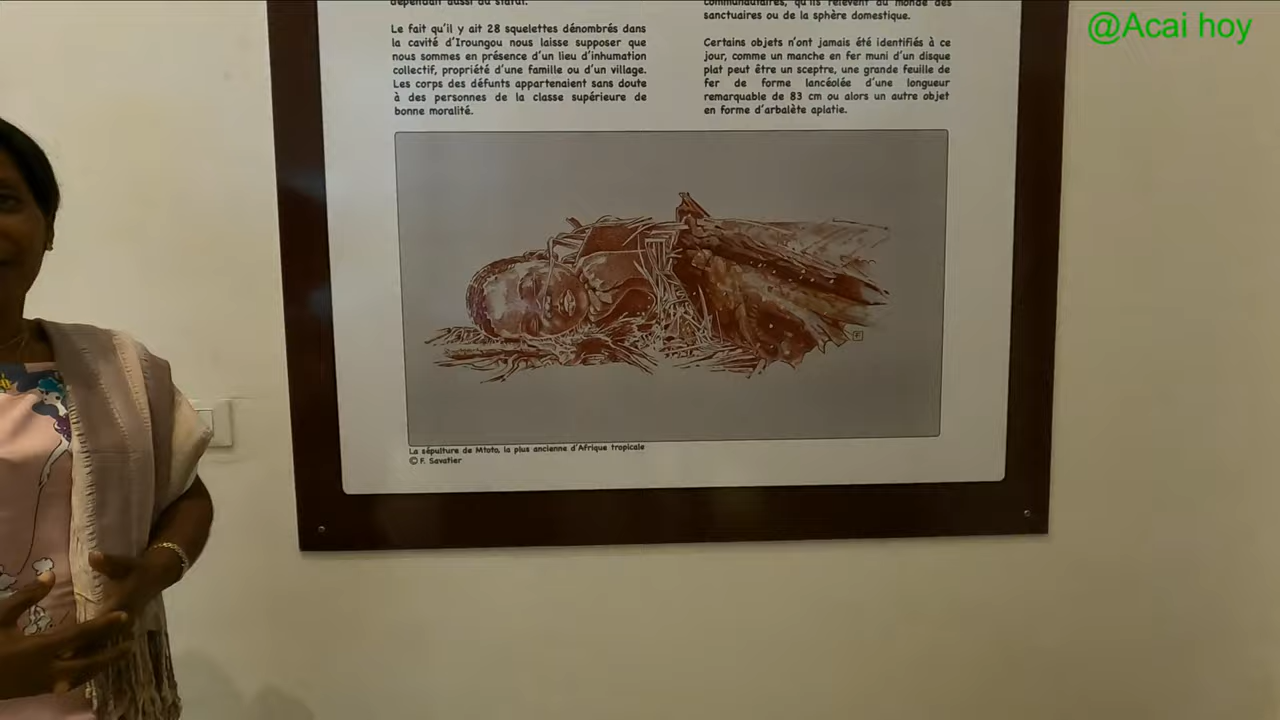 @Acai hoy
dépendait aussi du statut.
Le fait qu'il y ait 28 squelettes dénombrés dans
la cavité d'Iroungou nous laisse supposer que
nous sommes en présence d'un lieu d'inhumation
collectif, propriété d'une famille ou d'un village.
Les corps des défunts appartenaient sans doute
à des personnes de la classe supérieure de
bonne moralité.
communautaires, qu'ils relèvent du monde des
sanctuaires ou de la sphère domestique.
Certains objets n'ont jamais été identifiés à ce
jour, comme un manche en fer muni d'un disque
plat peut être un sceptre, une grande feuille de
fer de forme lancéolée d'une longueur
remarquable de 83 cm ou alors un autre objet
en forme d'arbalète aplatie.
La sépulture de Mtoto, la plus ancienne d'Afrique tropicale
© F. Savatier